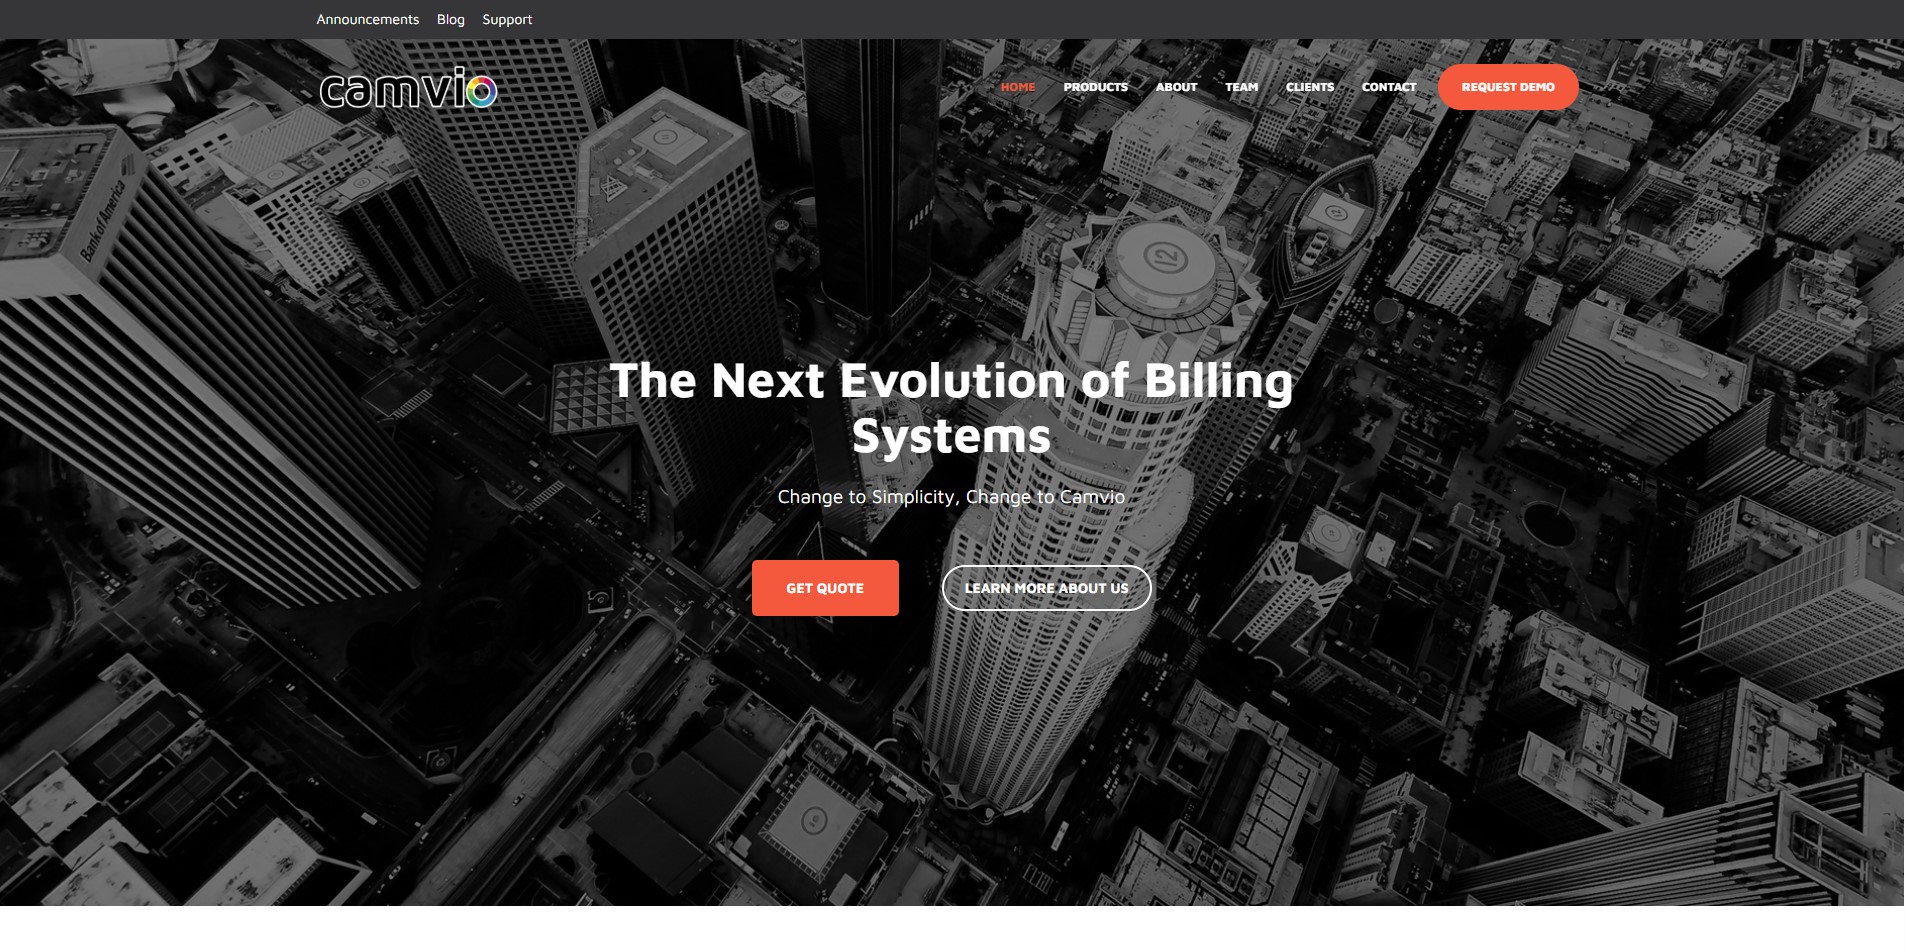 Announcements Blog Support
camvio
HOME PRODUCTS ABOUT TEAM CLIENTS CONTACT REQUEST DEMO
Bank of America
12
The Next Evolution of Billing
Systems
Change to Simplicity, Change to Camvio
GET QUOTE LEARN MORE ABOUT US